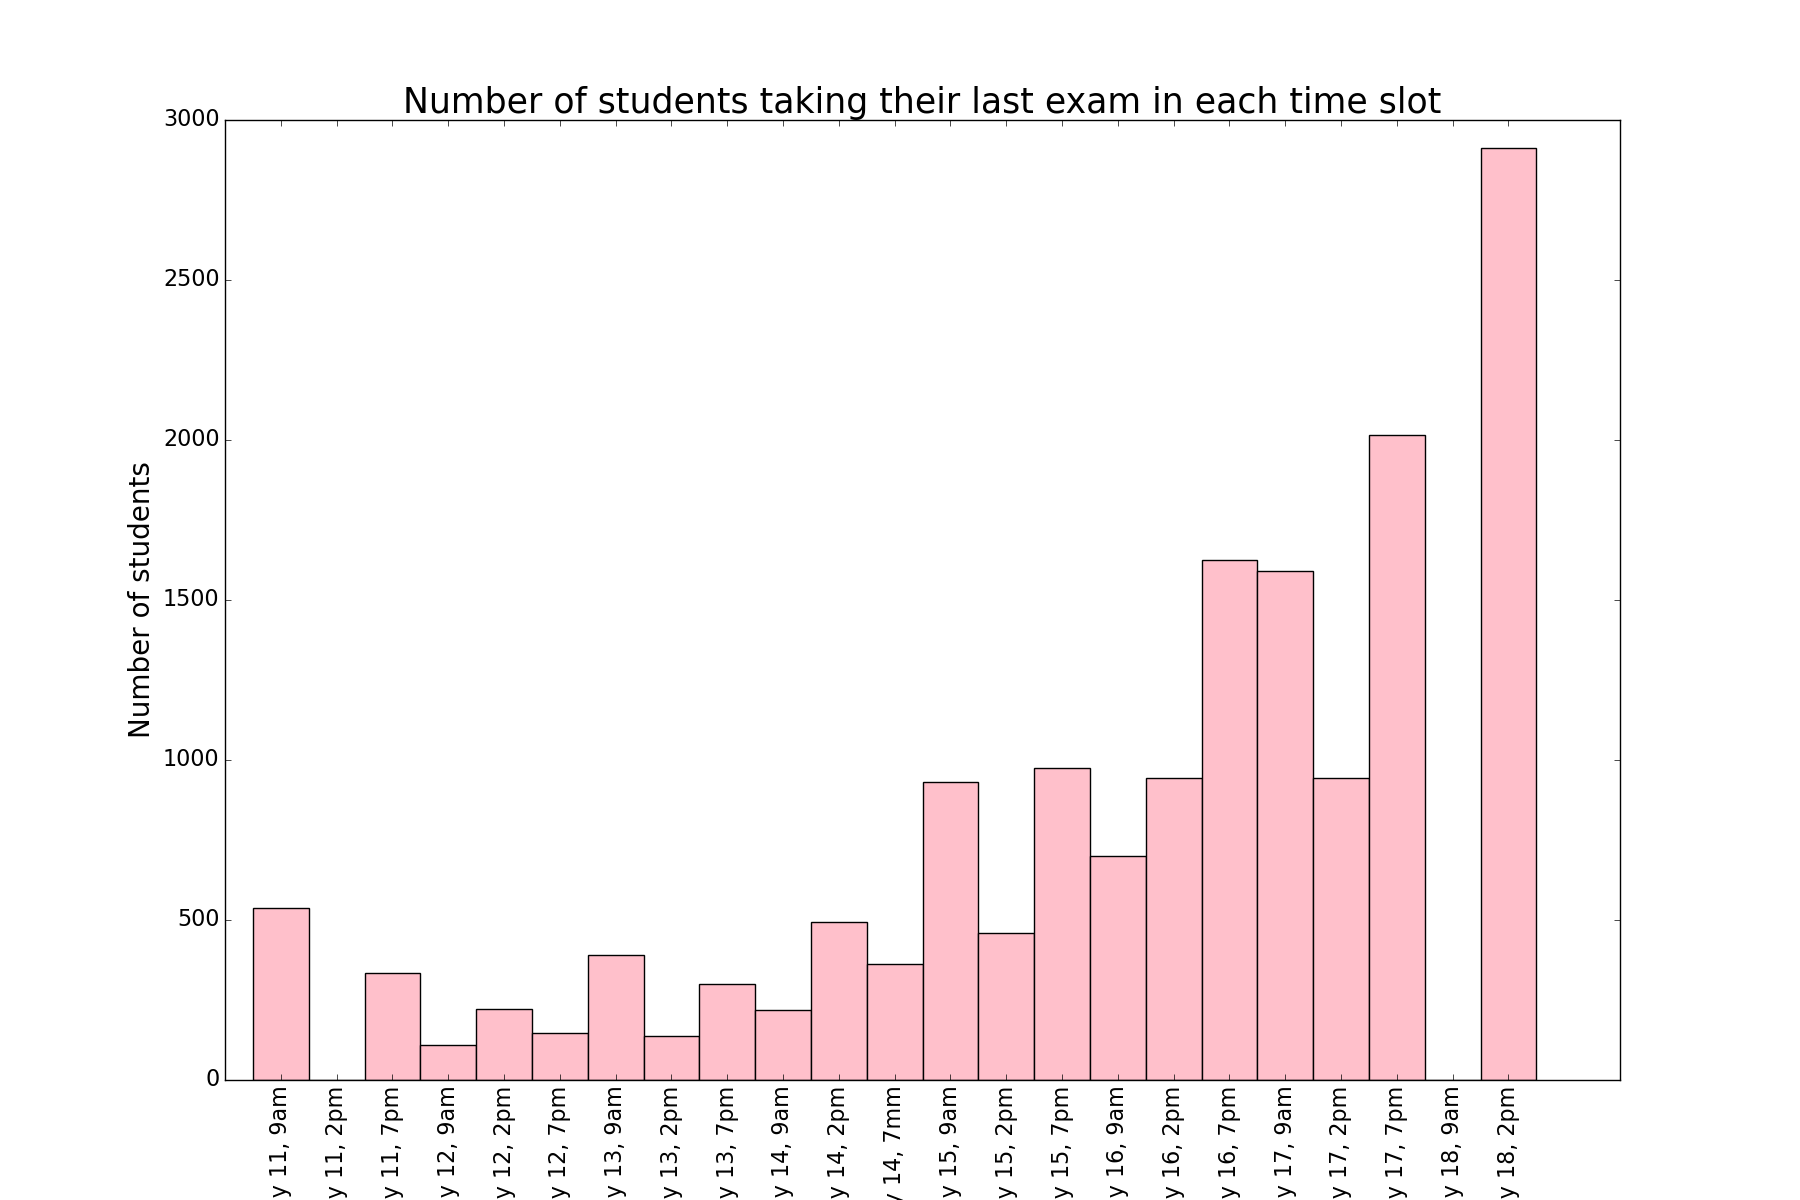 Number of students taking their last exam in each time slot
Number of students
3000
2500
2000
1500
1000
500
0
y 11, 9am
y 11, 2pm
y 11, 7pm
y 12, 9am
y 12, 2pm
y 12, 7pm
y 13, 9am
y 13, 2pm
y 13, 7pm
y 14, 9am
y 14, 2pm
y 14, 7mm
y 15, 9am
y 15, 2pm
y 15, 7pm
y 16, 9am
y 16, 2pm
y 16, 7pm
y 17, 9am
y 17, 2pm
y 17, 7pm
y 18, 9am
y 18, 2pm